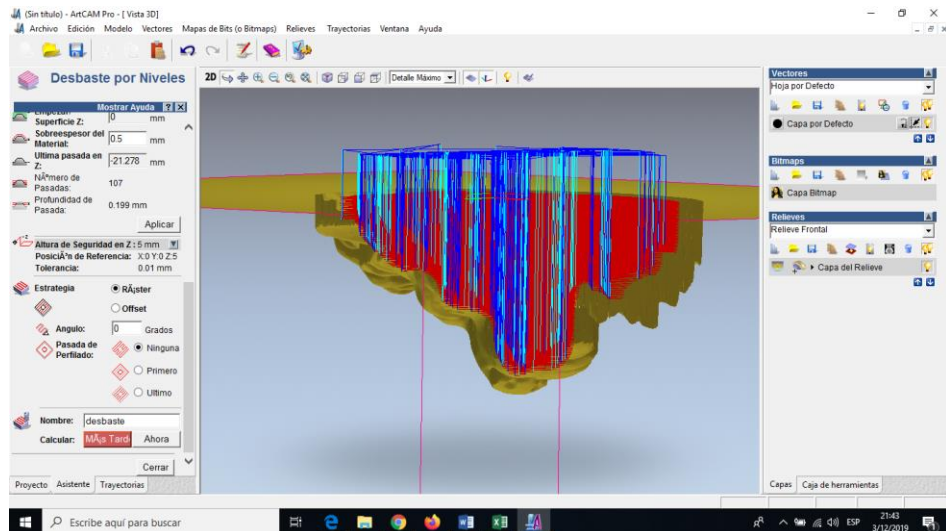 (Sin título) - ArtCAM Pro - [ Vista 3D]
Archivo Edición Modelo Vectores Mapas de Bits (o Bitmaps) Relieves Trayectorias Ventana Ayuda
Desbaste por Niveles
2D Detalle Máximo
Mostrar Ayuda ? X
Empezar
Superficie Z: 0 mm
Sobreespesor del
Material: 0.5 mm
Ultima pasada en
Z: -21.278 mm
NÃºmero de
Pasadas: 107
Profundidad de
Pasada: 0.199 mm
Aplicar
Altura de Seguridad en Z : 5 mm
PosiciÃ³n de Referencia: X:0 Y:0 Z:5
Tolerancia: 0.01 mm
Estrategia RÃ¡ster
Offset
Angulo: 0 Grados
Pasada de
Perfilado: Ninguna
Primero
Ultimo
Nombre: desbaste
Calcular: MÃ¡s Tard Ahora
Cerrar
Proyecto Asistente Trayectorias
Vectores
Hoja por Defecto
Capa por Defecto
Bitmaps
Capa Bitmap
Relieves
Relieve Frontal
Capa del Relieve
Capas Caja de herramientas
Escribe aquí para buscar
ESP
21:43
3/12/2019